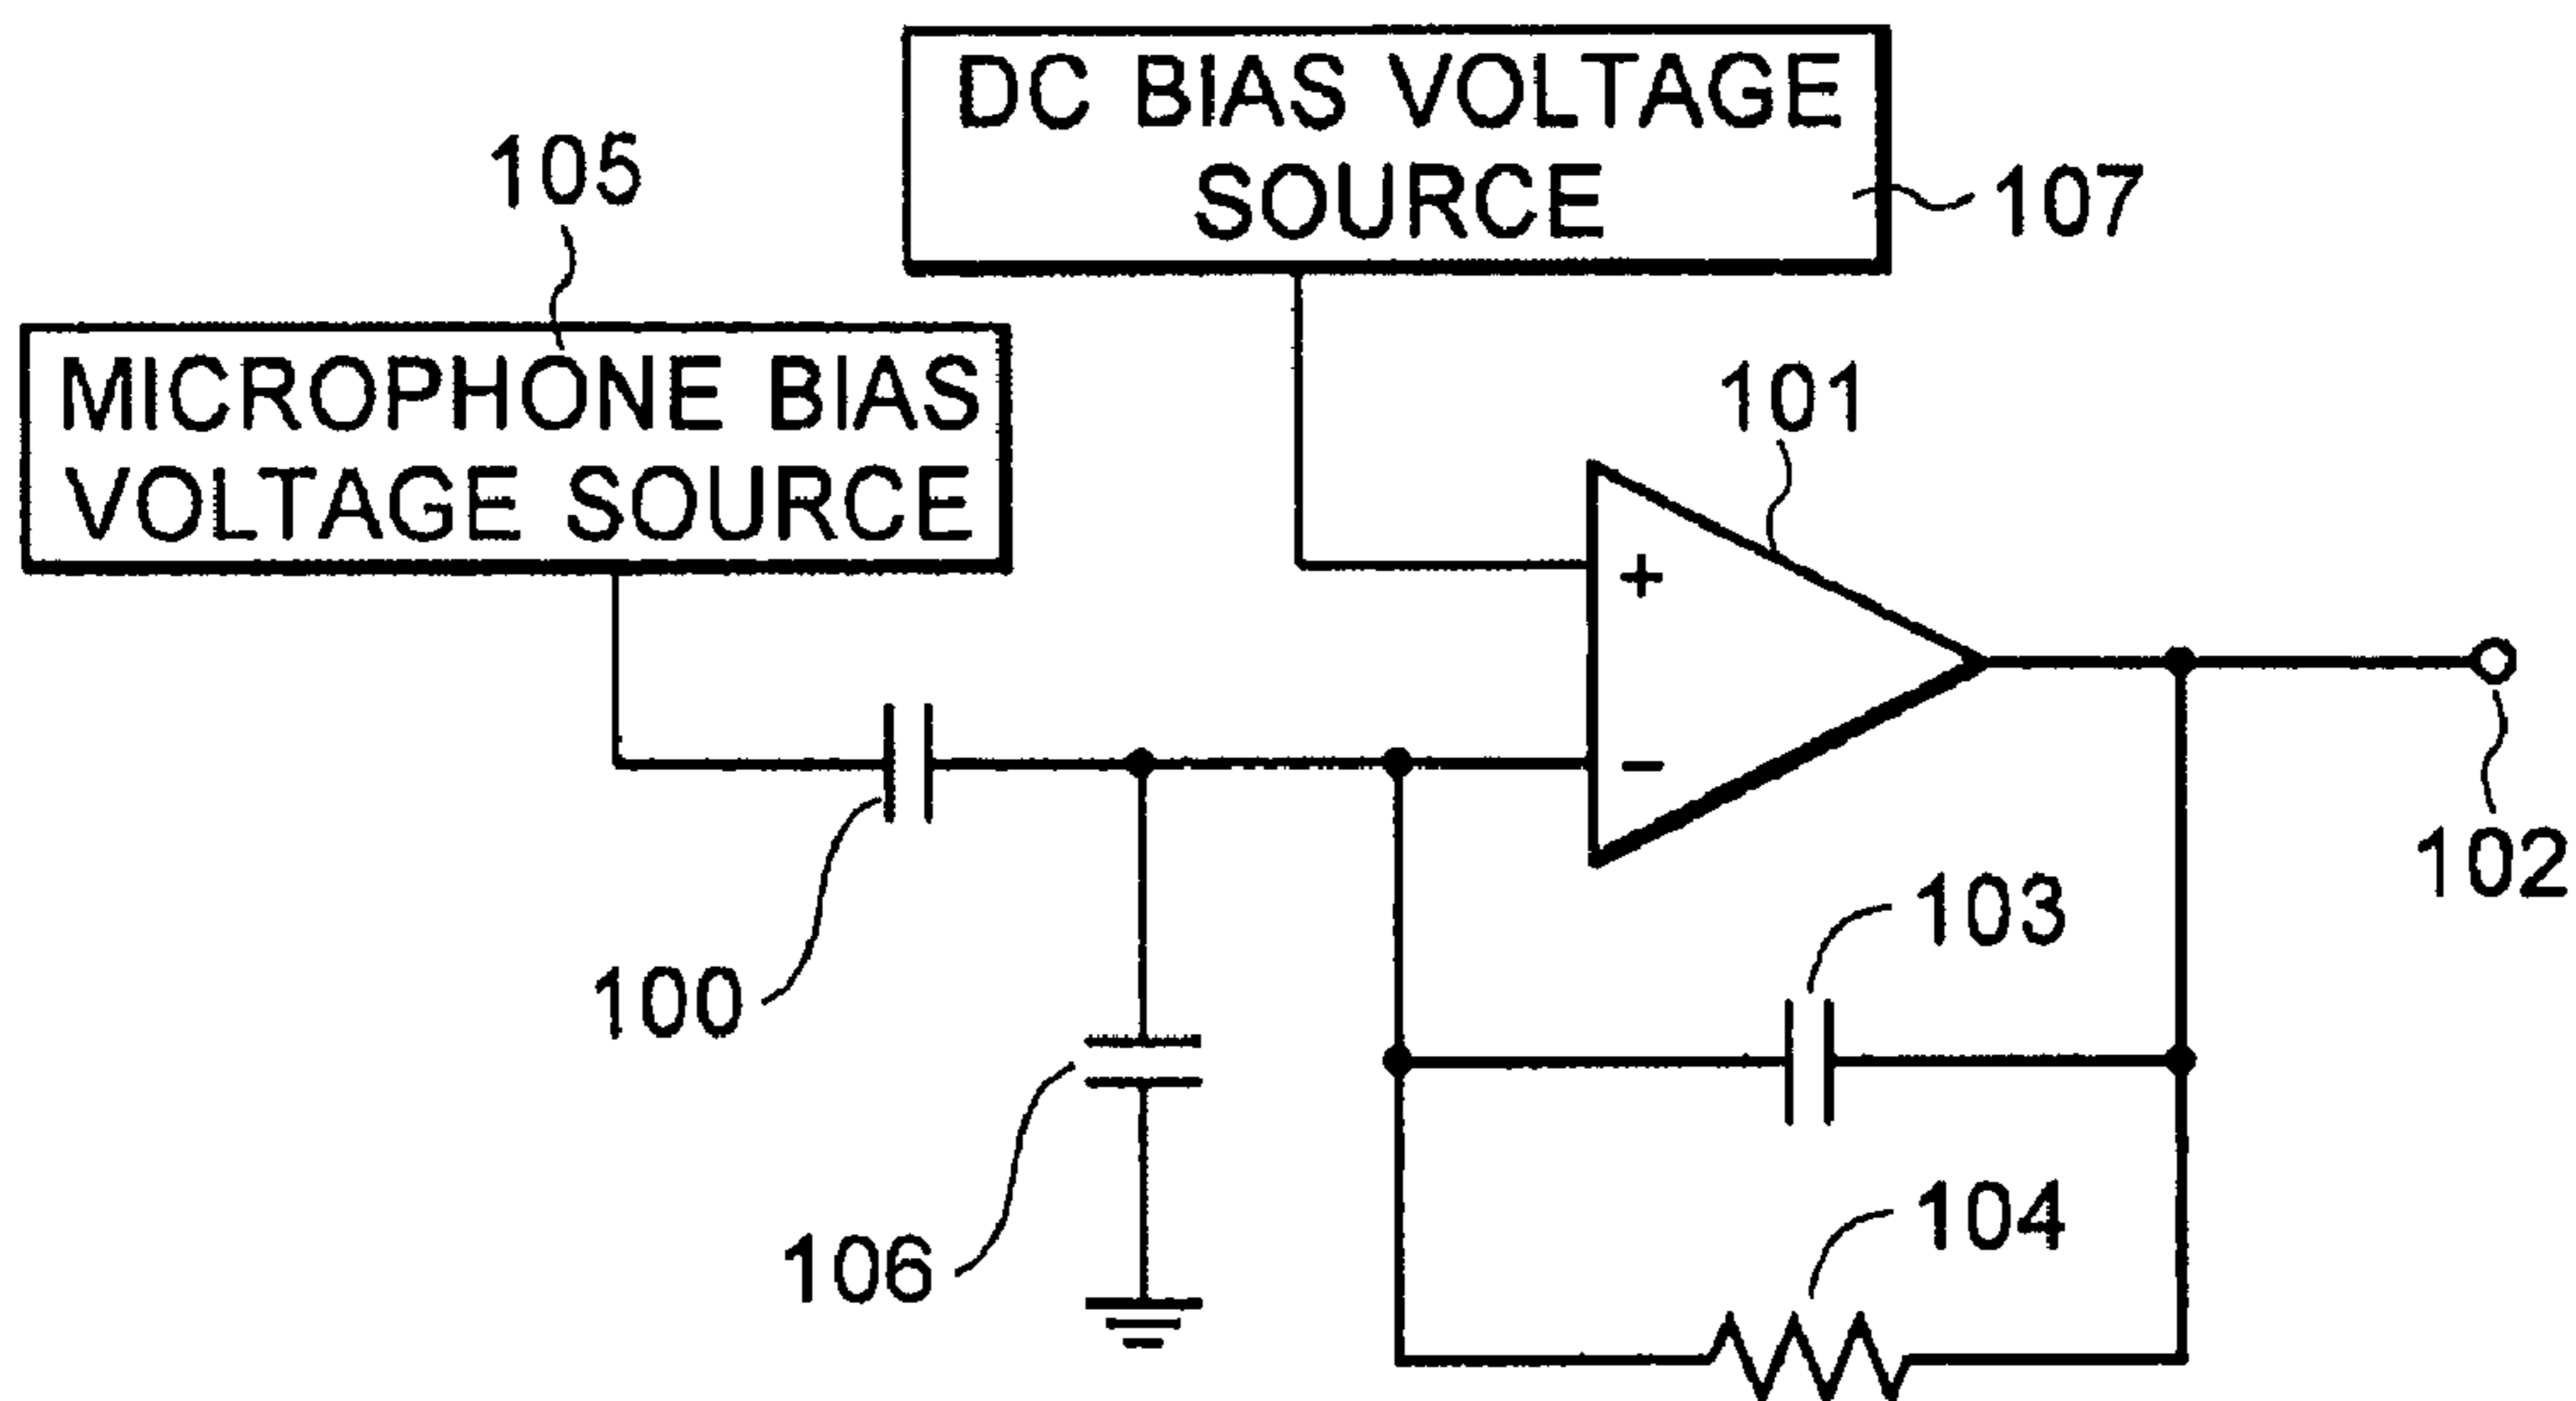 DC BIAS VOLTAGE
SOURCE
107
105
MICROPHONE BIAS
VOLTAGE SOURCE
101
+
−
102
100
103
106
104